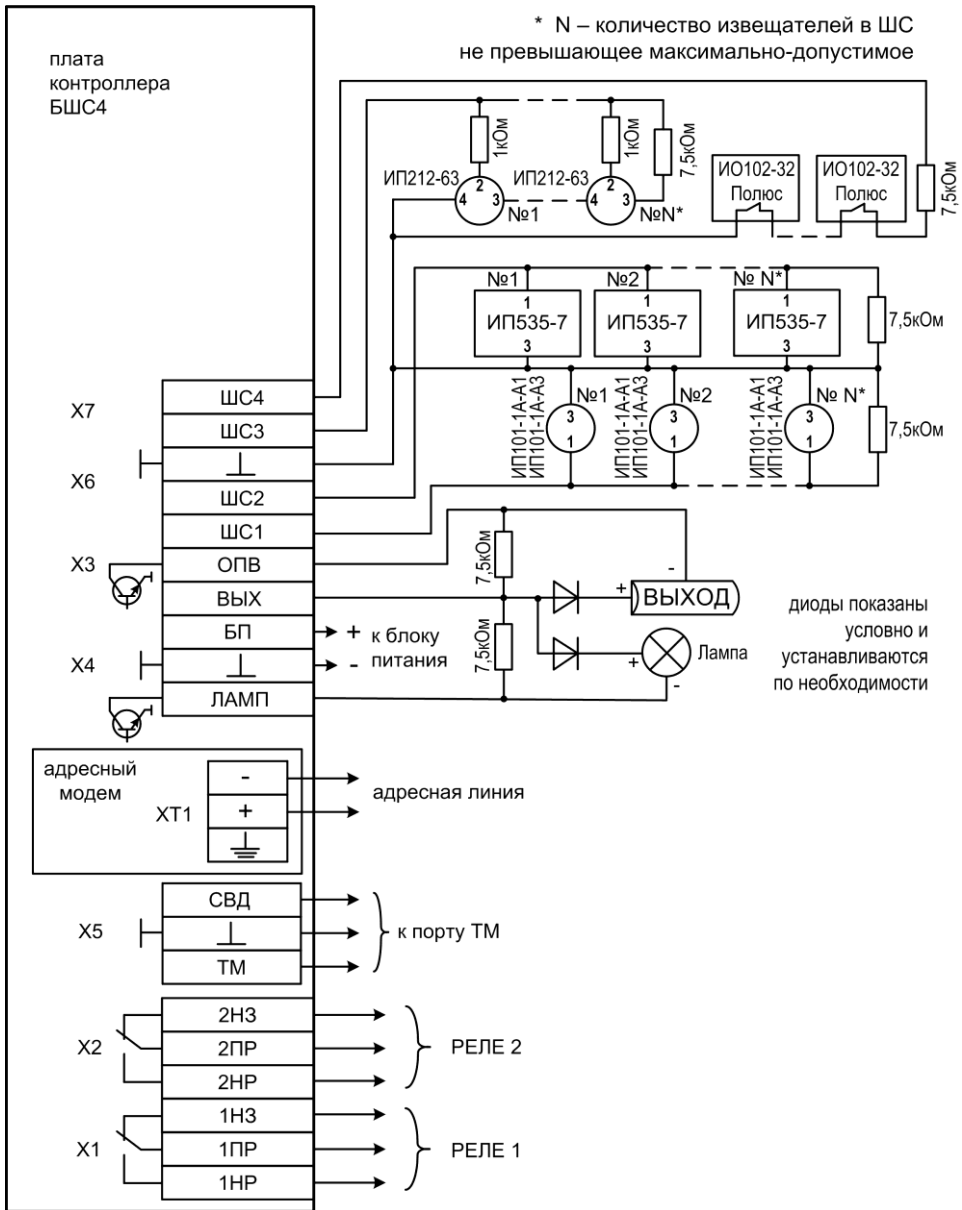 * N – количество извещателей в ШС
не превышающее максимально-допустимое
плата
контроллера
БШС4
1кОм
1кОм
7,5кОм
7,5кОм
ИП212-63
2
4
3
№1
ИП212-63
2
4
3
№N*
ИО102-32
Полюс
ИО102-32
Полюс
№1
1
ИП535-7
3
№2
1
ИП535-7
3
№ N*
1
ИП535-7
3
7,5кОм
ИП101-1А-А1
ИП101-1А-А3
№1
3
1
ИП101-1А-А1
ИП101-1А-А3
№2
3
1
ИП101-1А-А1
ИП101-1А-А3
№ N*
3
1
7,5кОм
X7
ШС4
ШС3
X6
ШС2
ШС1
X3
ОПВ
ВЫХ
БП
X4
ЛАМП
+ к блоку
- питания
7,5кОм
7,5кОм
-
+
ВЫХОД
+
Лампа
-
диоды показаны
условно и
устанавливаются
по необходимости
адресный
модем
XT1
-
+
адресная линия
X5
СВД
ТМ
к порту ТМ
X2
2НЗ
2ПР
2НР
РЕЛЕ 2
X1
1НЗ
1ПР
1НР
РЕЛЕ 1